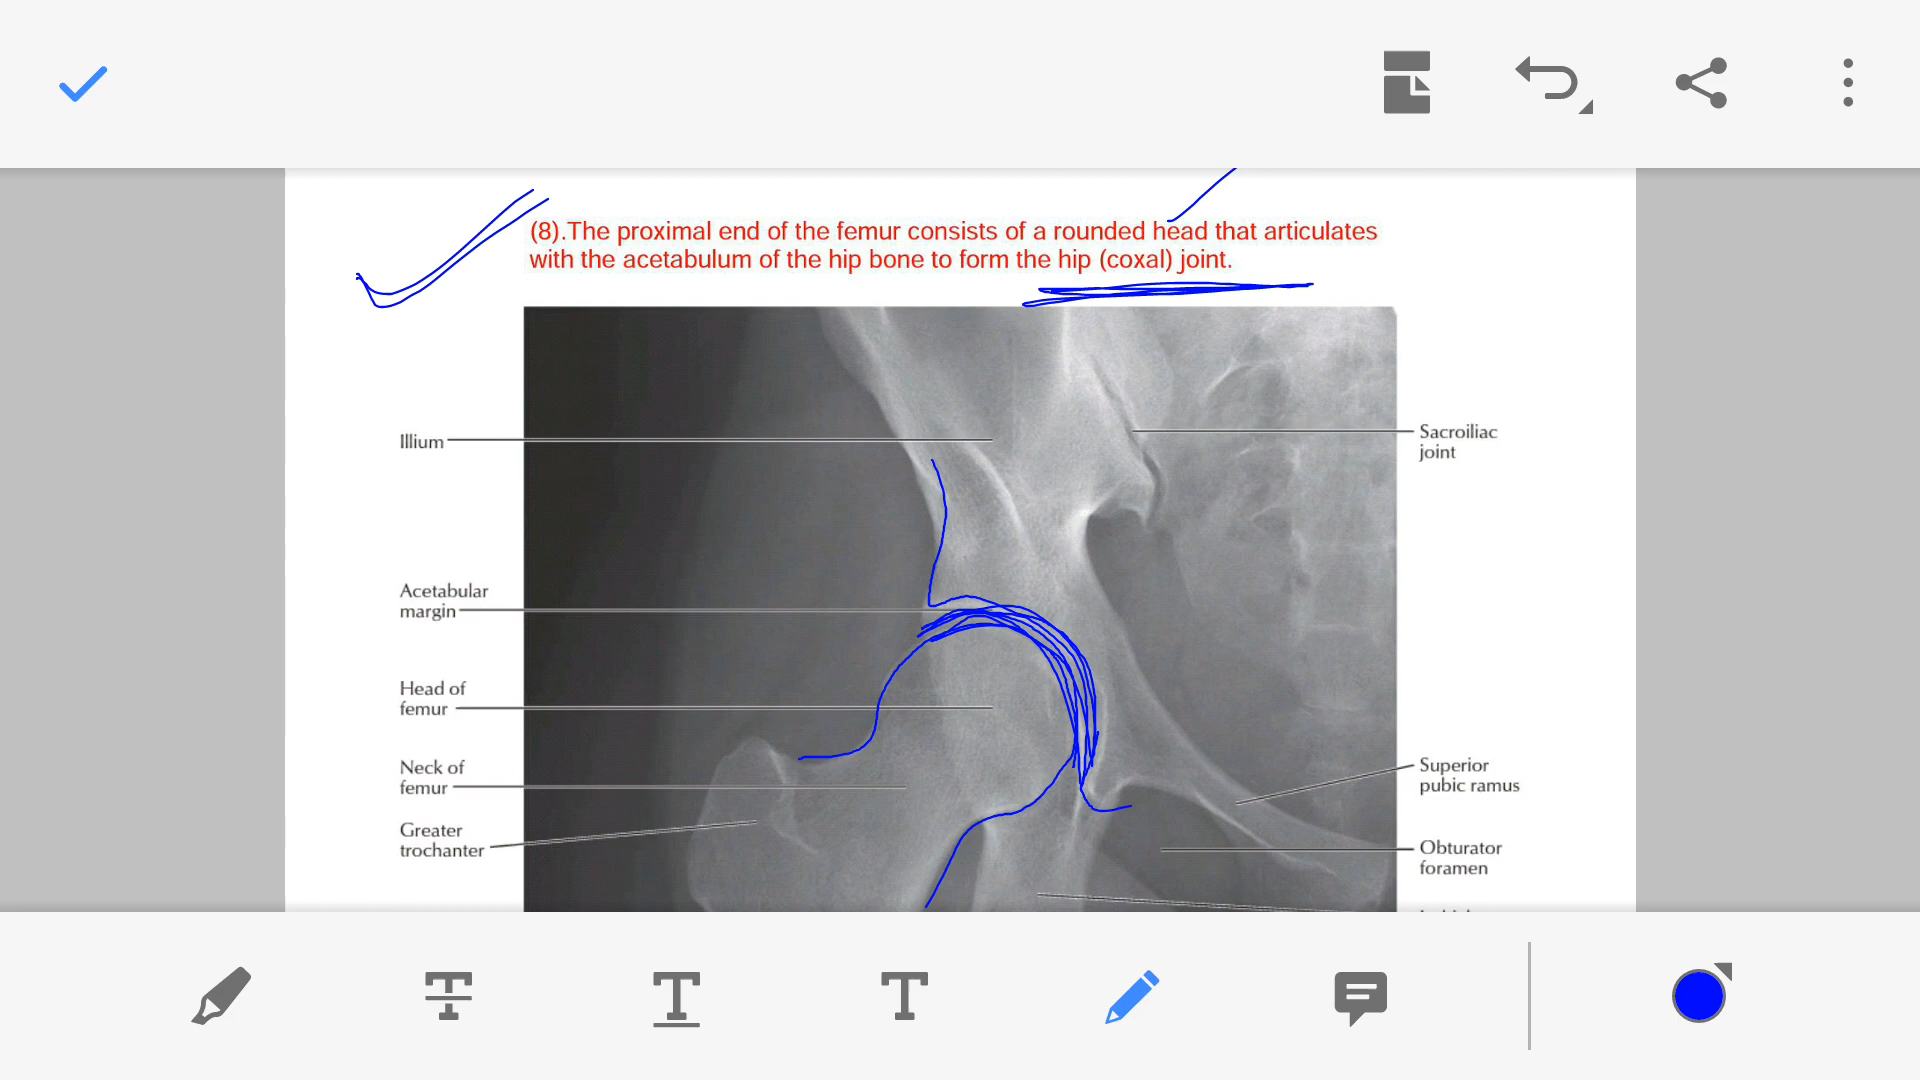 (8).The proximal end of the femur consists of a rounded head that articulates
with the acetabulum of the hip bone to form the hip (coxal) joint.
Illium
Sacroiliac
joint
Acetabular
margin
Head of
femur
Neck of
femur
Superior
pubic ramus
Greater
trochanter
Obturator
foramen